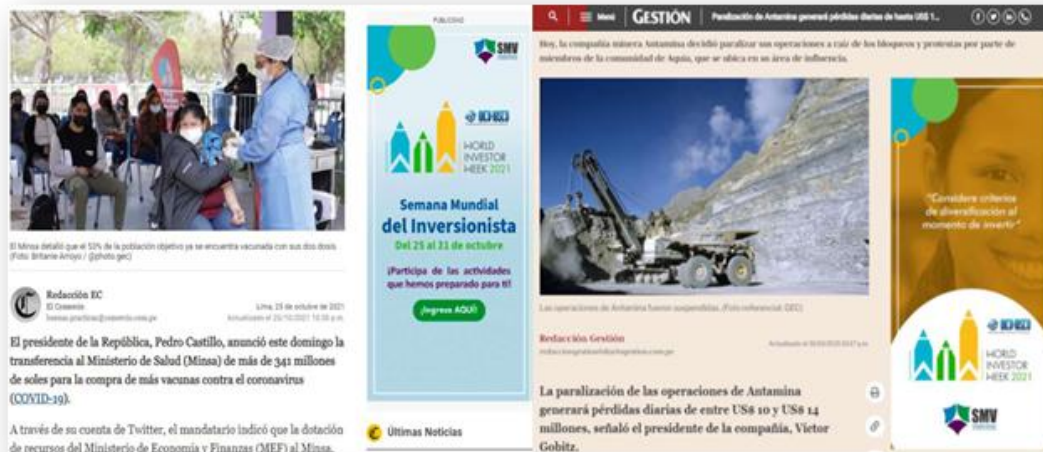 El Minsa detalló que el 50% de la población objetivo ya se encuentra vacunada con sus dos dosis
(Foto: Britanie Arroyo / @photo.gec)
Redacción EC
El Comercio
Lima, 25 de octubre de 2021
El presidente de la República, Pedro Castillo, anunció este domingo la
transferencia al Ministerio de Salud (Minsa) de más de 341 millones
de soles para la compra de más vacunas contra el coronavirus
(COVID-19).
A través de su cuenta de Twitter, el mandatario indicó que la dotación
de recursos del Ministerio de Economía y Finanzas (MEF) al Minsa,
PUBLICIDAD
SMV
WORLD
INVESTOR
WEEK 2021
Semana Mundial
del Inversionista
Del 25 al 31 de octubre
¡Participa de las actividades
que hemos preparado para ti!
¡Ingresa AQUÍ!
Últimas Noticias
Menú
GESTIÓN
Paralización de Antamina generará pérdidas diarias de hasta US$ 1...
Hoy, la compañía minera Antamina decidió paralizar sus operaciones a raíz de los bloqueos y protestas por parte de
miembros de la comunidad de Aquia, que se ubica en su área de influencia.
Las operaciones de Antamina fueron suspendidas. (Foto referencial: GEC)
Redacción Gestión
La paralización de las operaciones de Antamina
generará pérdidas diarias de entre US$ 10 y US$ 14
millones, señaló el presidente de la compañía, Víctor
Gobitz.
"Considera criterios
de diversificación al
momento de invertir"
WORLD
INVESTOR
WEEK 2021
SMV